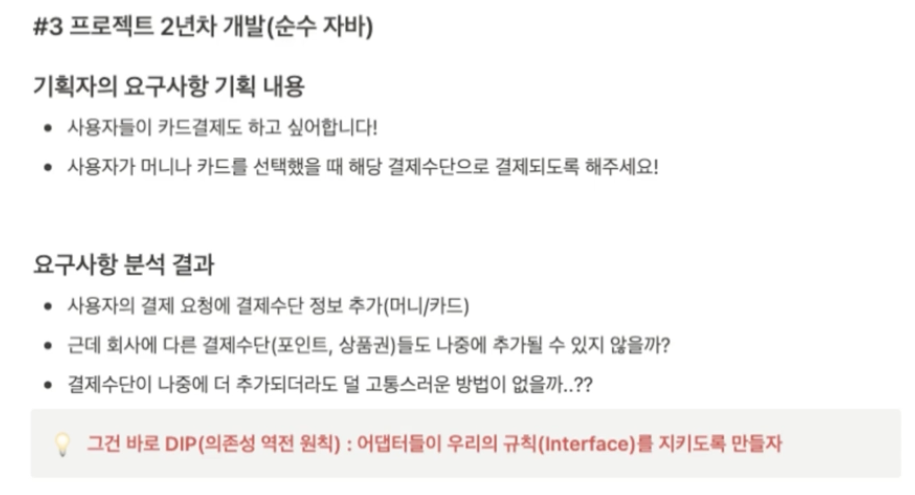 #3 프로젝트 2년차 개발(순수 자바)
기획자의 요구사항 기획 내용
• 사용자들이 카드결제도 하고 싶어합니다!
• 사용자가 머니나 카드를 선택했을 때 해당 결제수단으로 결제되도록 해주세요!
요구사항 분석 결과
• 사용자의 결제 요청에 결제수단 정보 추가(머니/카드)
• 근데 회사에 다른 결제수단(포인트, 상품권)들도 나중에 추가될 수 있지 않을까?
• 결제수단이 나중에 더 추가되더라도 덜 고통스러운 방법이 없을까..??
💡 그건 바로 DIP(의존성 역전 원칙) : 어댑터들이 우리의 규칙(Interface)를 지키도록 만들자